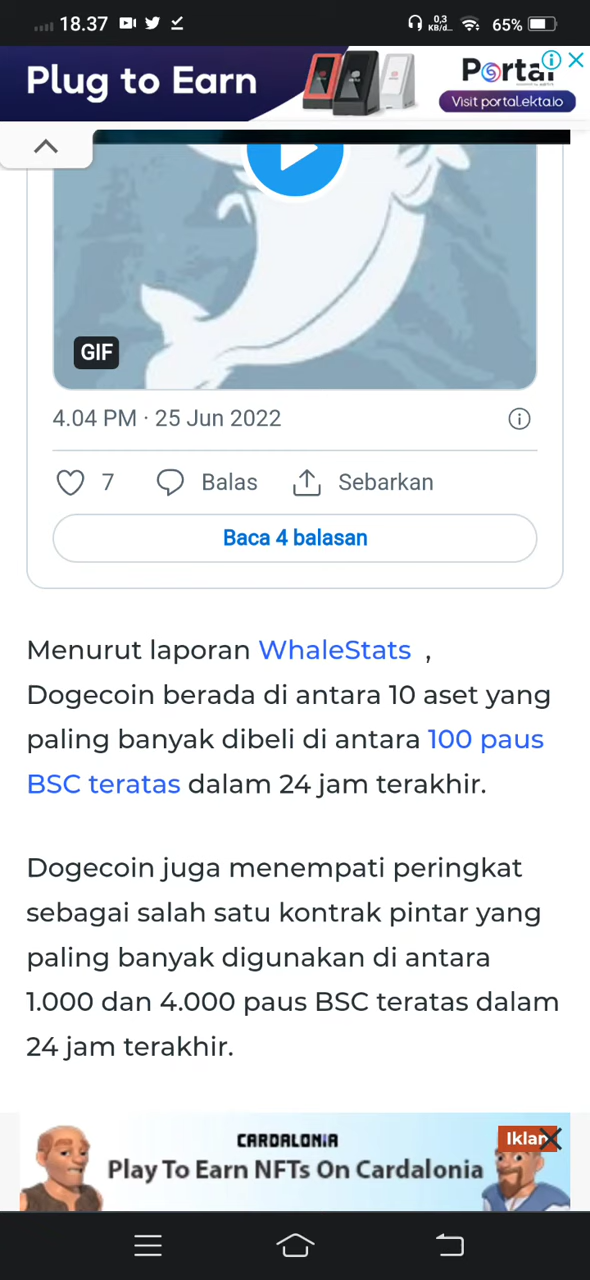 18.37 0,3 KB/d... 65%
Plug to Earn
Portal
Visit portal.ekta.io
GIF
4.04 PM · 25 Jun 2022
7 Balas Sebarkan
Baca 4 balasan
Menurut laporan WhaleStats ,
Dogecoin berada di antara 10 aset yang
paling banyak dibeli di antara 100 paus
BSC teratas dalam 24 jam terakhir.
Dogecoin juga menempati peringkat
sebagai salah satu kontrak pintar yang
paling banyak digunakan di antara
1.000 dan 4.000 paus BSC teratas dalam
24 jam terakhir.
CARDALONIA
Iklan
Play To Earn NFTs On Cardalonia